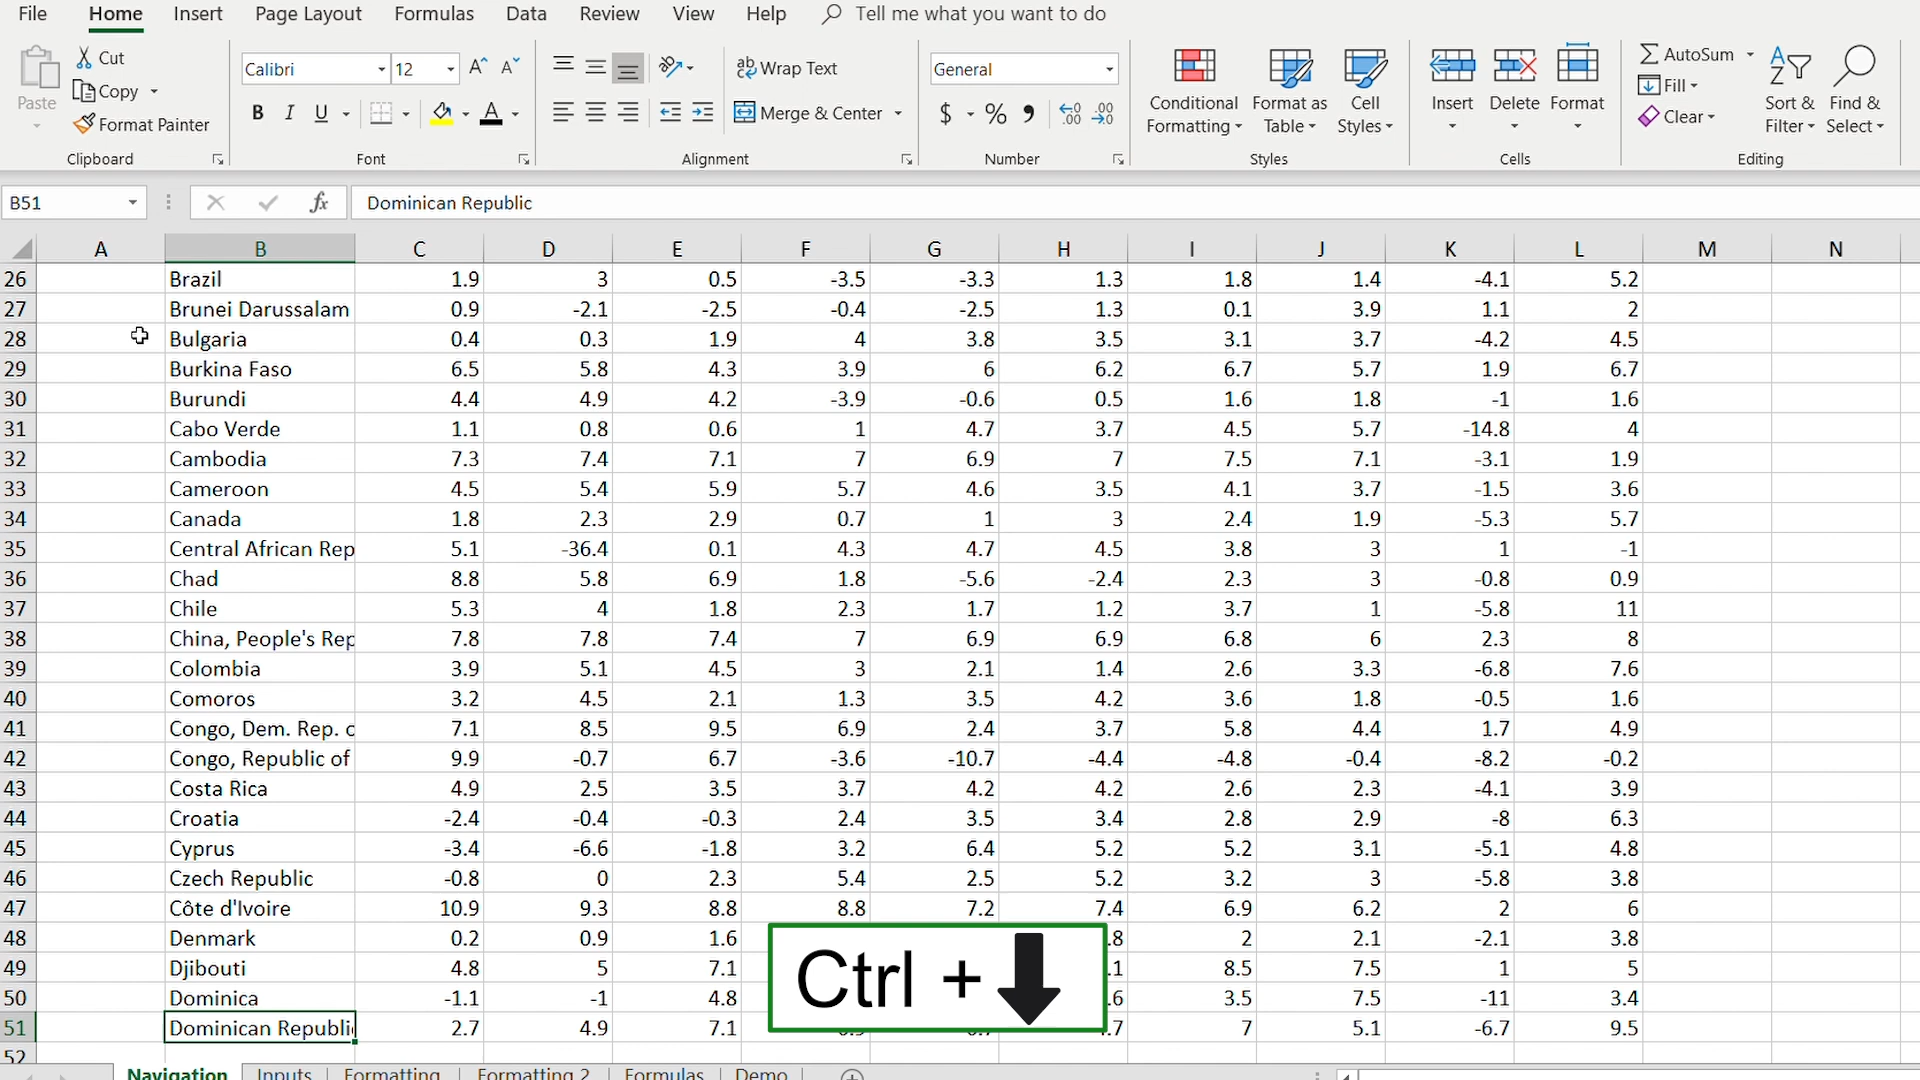 File Home Insert Page Layout Formulas Data Review View Help Tell me what you want to do
Paste Cut Copy Format Painter Clipboard
Calibri 12 B I U A Font
Wrap Text Merge & Center Alignment
General $ % Number
Conditional Formatting Format as Table Cell Styles Styles
Insert Delete Format Cells
AutoSum Fill Clear Sort & Filter Find & Select Editing
B51 fx Dominican Republic
A B C D E F G H I J K L M N
26 Brazil 1.9 3 0.5 -3.5 -3.3 1.3 1.8 1.4 -4.1 5.2
27 Brunei Darussalam 0.9 -2.1 -2.5 -0.4 -2.5 1.3 0.1 3.9 1.1 2
28 Bulgaria 0.4 0.3 1.9 4 3.8 3.5 3.1 3.7 -4.2 4.5
29 Burkina Faso 6.5 5.8 4.3 3.9 6 6.2 6.7 5.7 1.9 6.7
30 Burundi 4.4 4.9 4.2 -3.9 -0.6 0.5 1.6 1.8 -1 1.6
31 Cabo Verde 1.1 0.8 0.6 1 4.7 3.7 4.5 5.7 -14.8 4
32 Cambodia 7.3 7.4 7.1 7 6.9 7 7.5 7.1 -3.1 1.9
33 Cameroon 4.5 5.4 5.9 5.7 4.6 3.5 4.1 3.7 -1.5 3.6
34 Canada 1.8 2.3 2.9 0.7 1 3 2.4 1.9 -5.3 5.7
35 Central African Rep 5.1 -36.4 0.1 4.3 4.7 4.5 3.8 3 1 -1
36 Chad 8.8 5.8 6.9 1.8 -5.6 -2.4 2.3 3 -0.8 0.9
37 Chile 5.3 4 1.8 2.3 1.7 1.2 3.7 1 -5.8 11
38 China, People's Rep 7.8 7.8 7.4 7 6.9 6.9 6.8 6 2.3 8
39 Colombia 3.9 5.1 4.5 3 2.1 1.4 2.6 3.3 -6.8 7.6
40 Comoros 3.2 4.5 2.1 1.3 3.5 4.2 3.6 1.8 -0.5 1.6
41 Congo, Dem. Rep. 7.1 8.5 9.5 6.9 2.4 3.7 5.8 4.4 1.7 4.9
42 Congo, Republic of 9.9 -0.7 6.7 -3.6 -10.7 -4.4 -4.8 -0.4 -8.2 -0.2
43 Costa Rica 4.9 2.5 3.5 3.7 4.2 4.2 2.6 2.3 -4.1 3.9
44 Croatia -2.4 -0.4 -0.3 2.4 3.5 3.4 2.8 2.9 -8 6.3
45 Cyprus -3.4 -6.6 -1.8 3.2 6.4 5.2 5.2 3.1 -5.1 4.8
46 Czech Republic -0.8 0 2.3 5.4 2.5 5.2 3.2 3 -5.8 3.8
47 Côte d'Ivoire 10.9 9.3 8.8 8.8 7.2 7.4 6.9 6.2 2 6
48 Denmark 0.2 0.9 1.6 .8 2 2.1 -2.1 3.8
49 Djibouti 4.8 5 7.1 .1 8.5 7.5 1 5
50 Dominica -1.1 -1 4.8 .6 3.5 7.5 -11 3.4
51 Dominican Republi 2.7 4.9 7.1 .7 7 5.1 -6.7 9.5
52
Ctrl +
Navigation Inputs Formatting Formatting 2 Formulas Demo